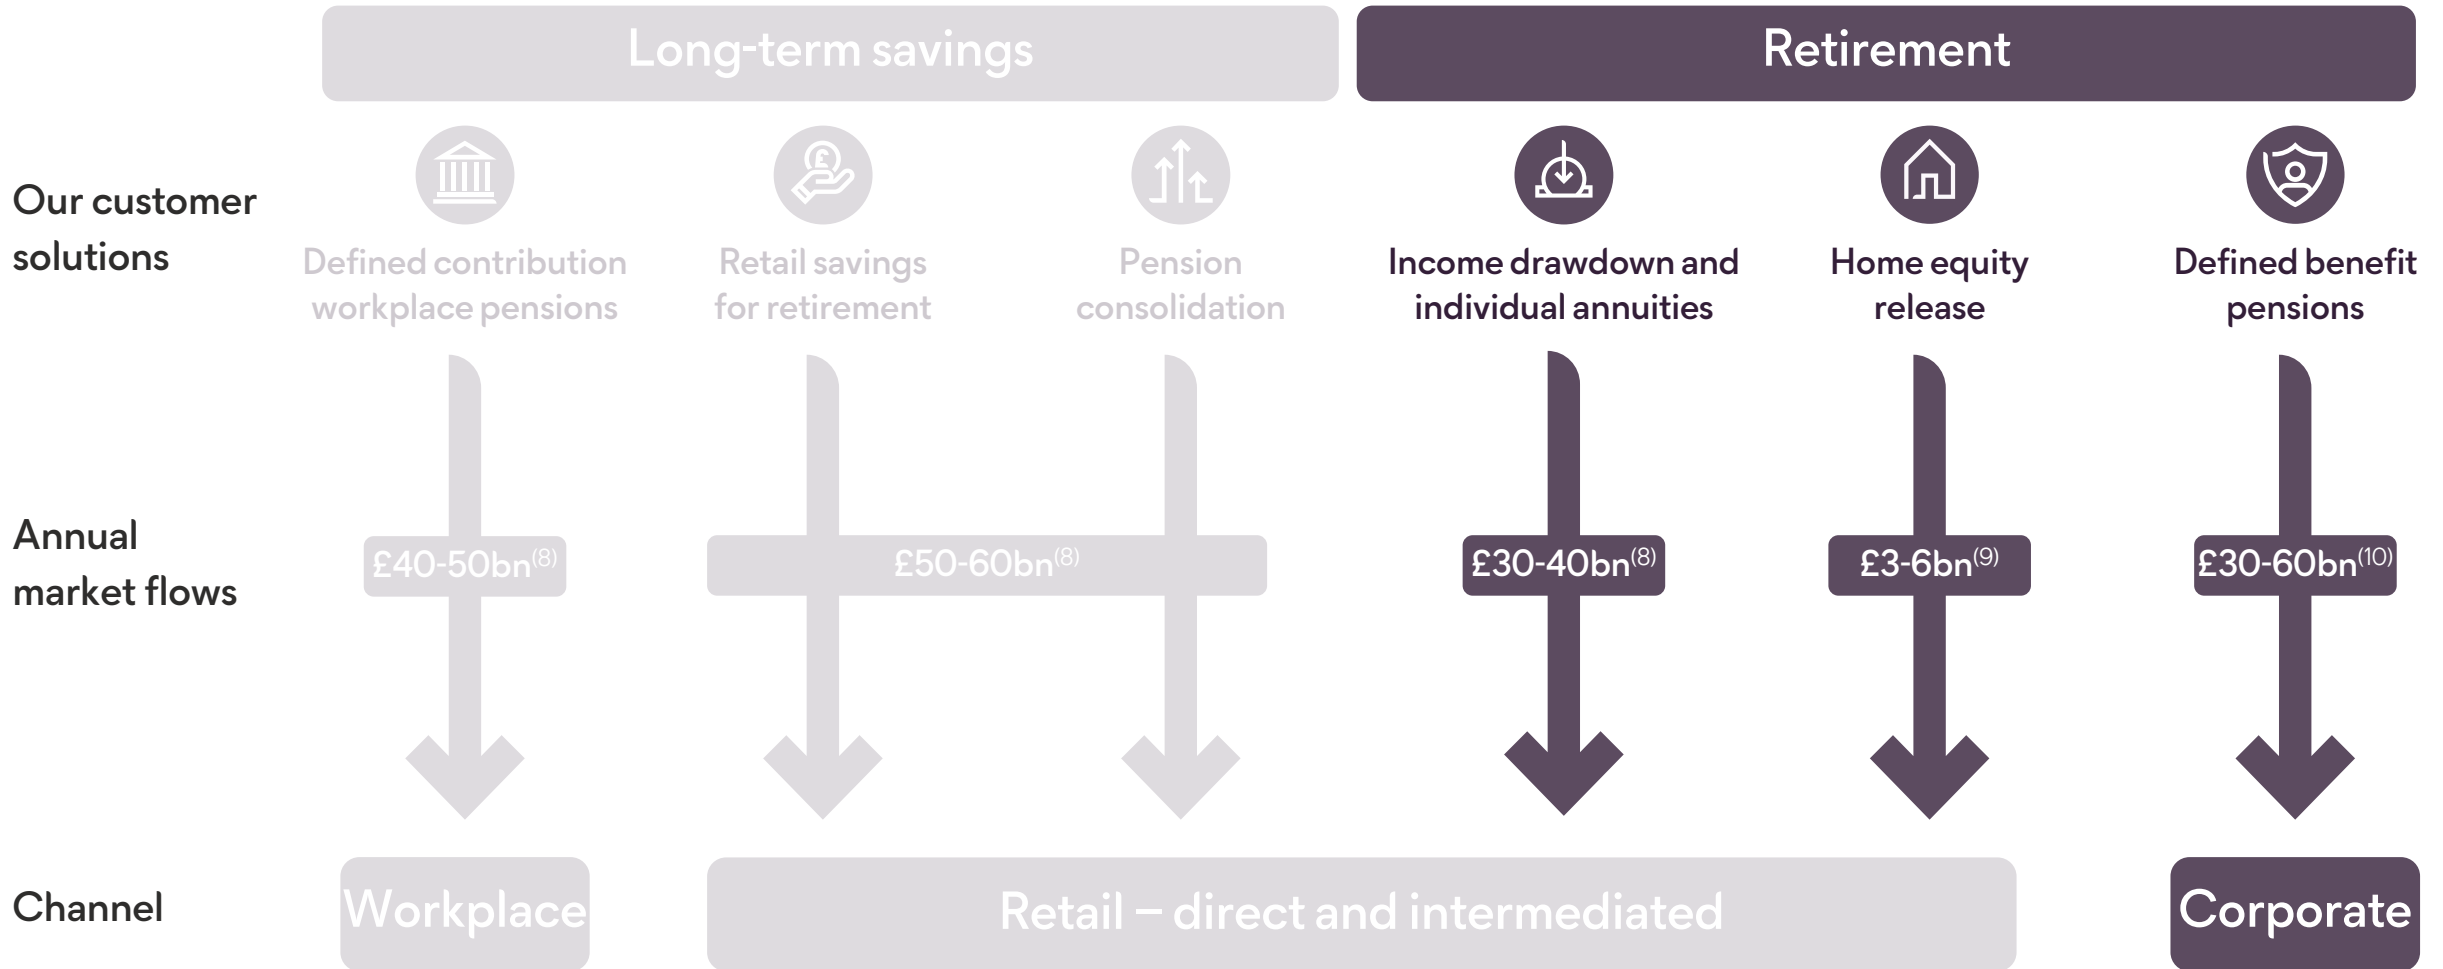 Long-term savings
Retirement
Our customer
solutions
Defined contribution
workplace pensions
Retail savings
for retirement
Pension
consolidation
Income drawdown and
individual annuities
Home equity
release
Defined benefit
pensions
Annual
market flows
£40-50bn(8)
£50-60bn(8)
£30-40bn(8)
£3-6bn(9)
£30-60bn(10)
Channel
Workplace
Retail – direct and intermediated
Corporate